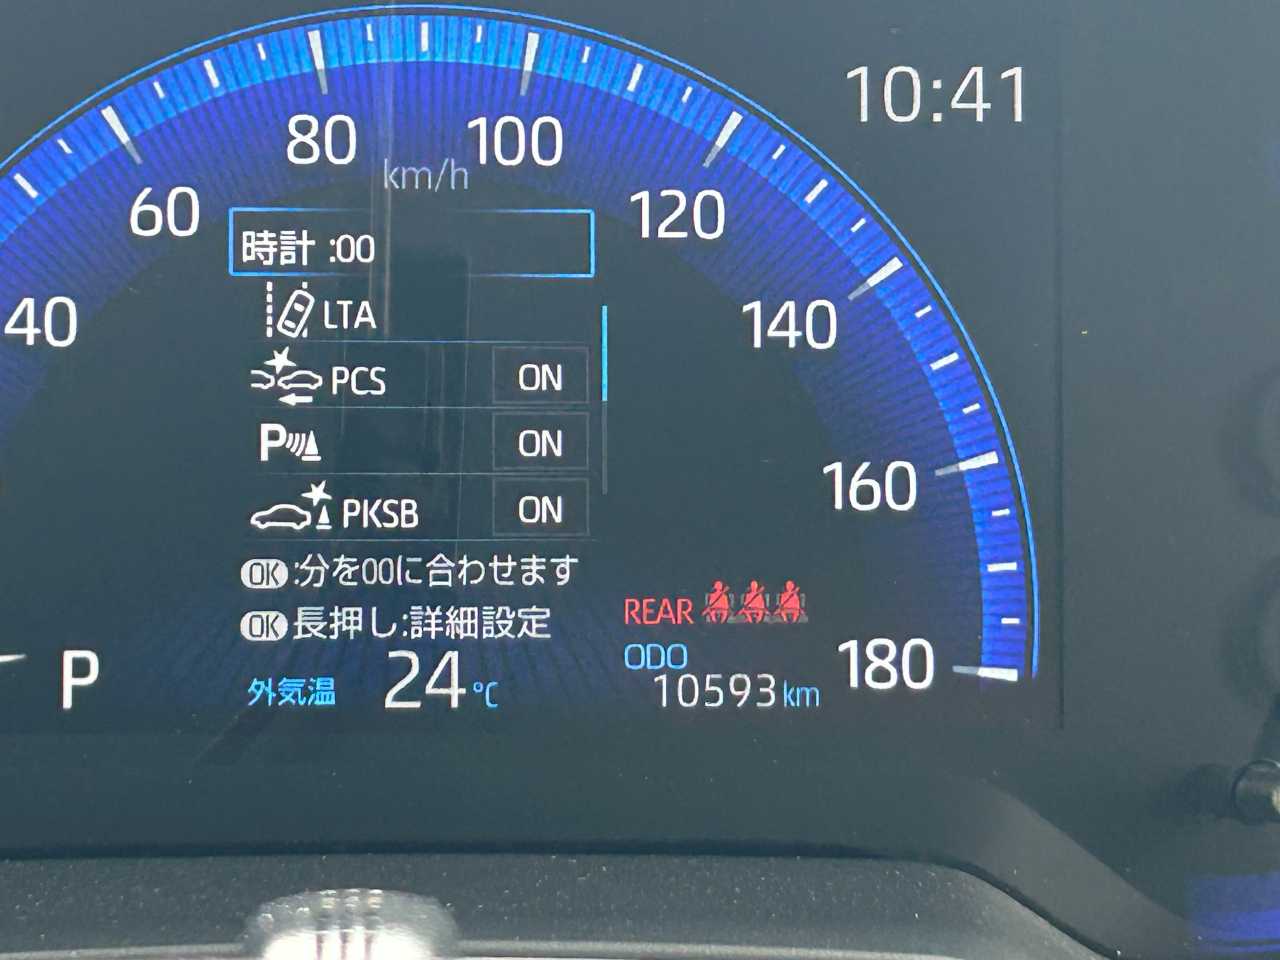 10:41
80
100
km/h
60
120
時計 :00
40
LTA
140
PCS ON
P ON
160
PKSB ON
OK :分を00に合わせます
OK 長押し:詳細設定
REAR
ODO
180
P
外気温 24℃
10593 km